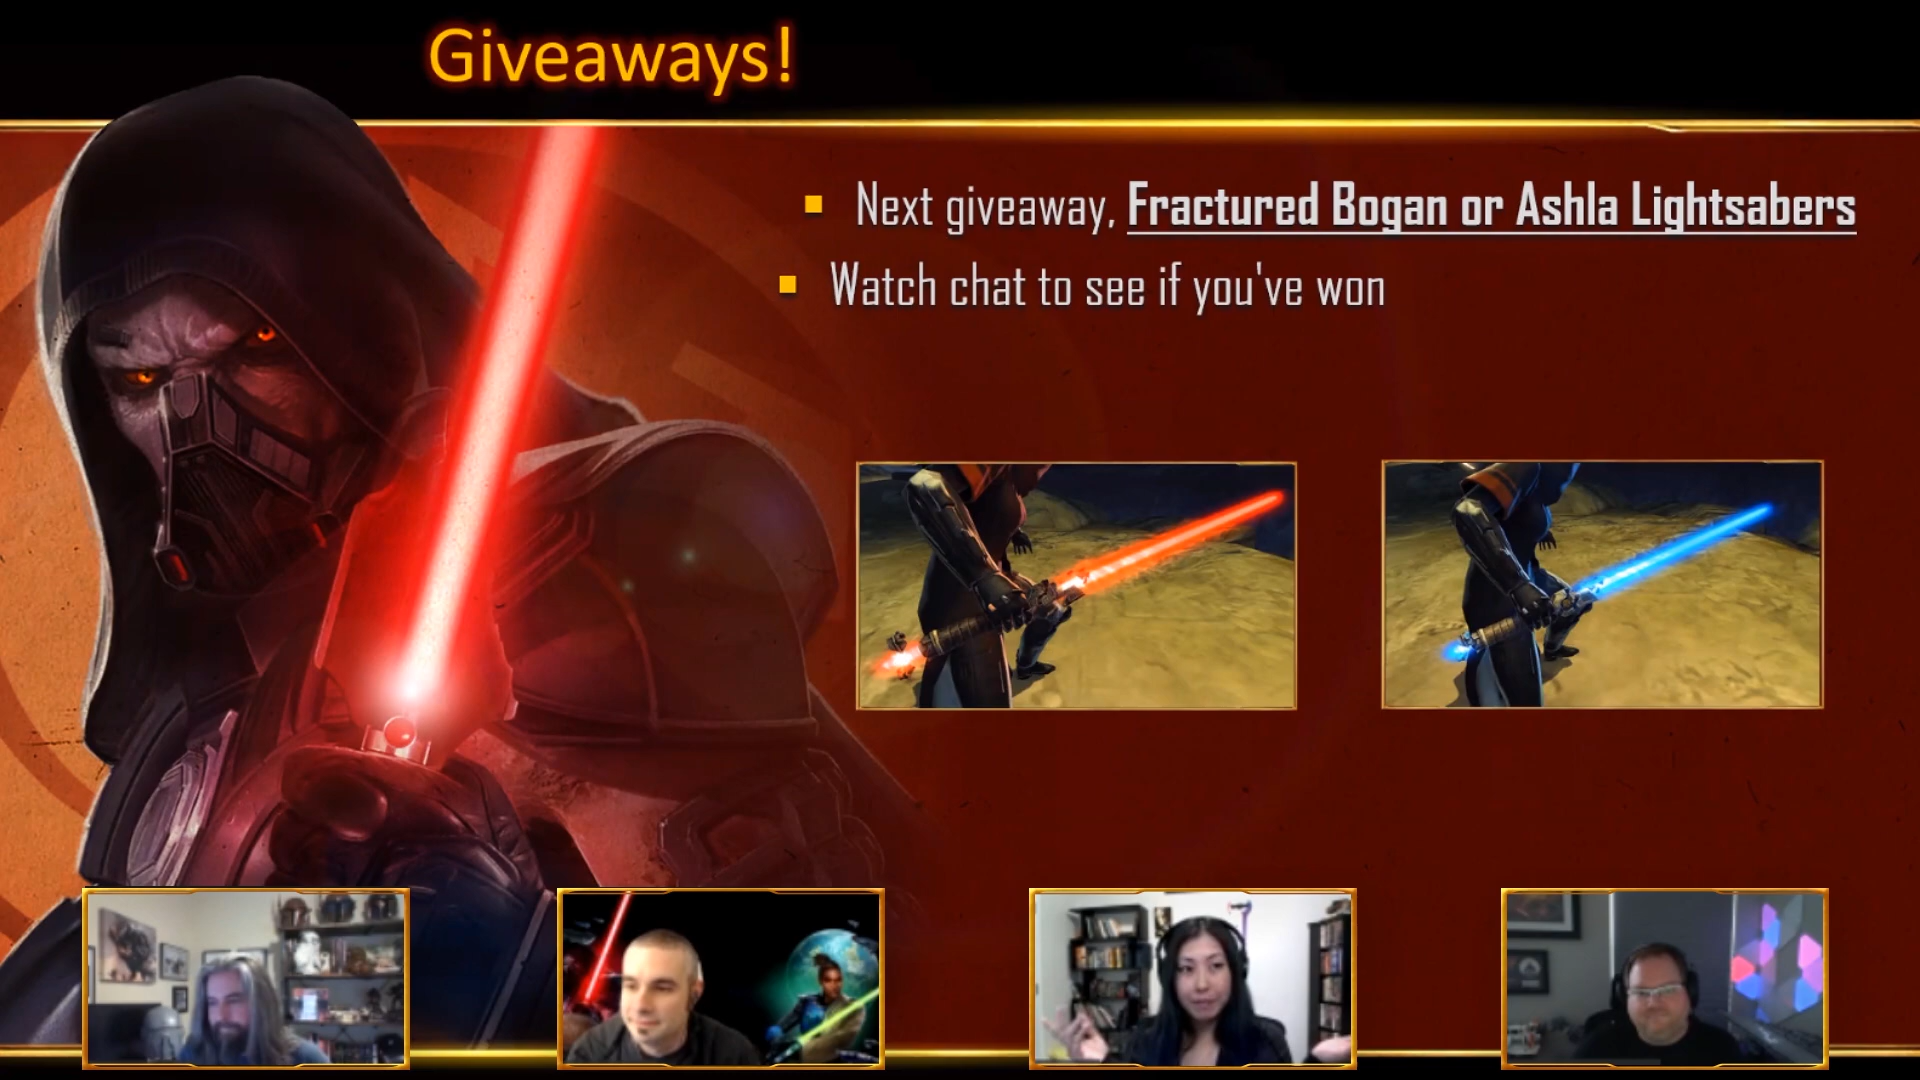 Giveaways!
Next giveaway, Fractured Bogan or Ashla Lightsabers
Watch chat to see if you've won